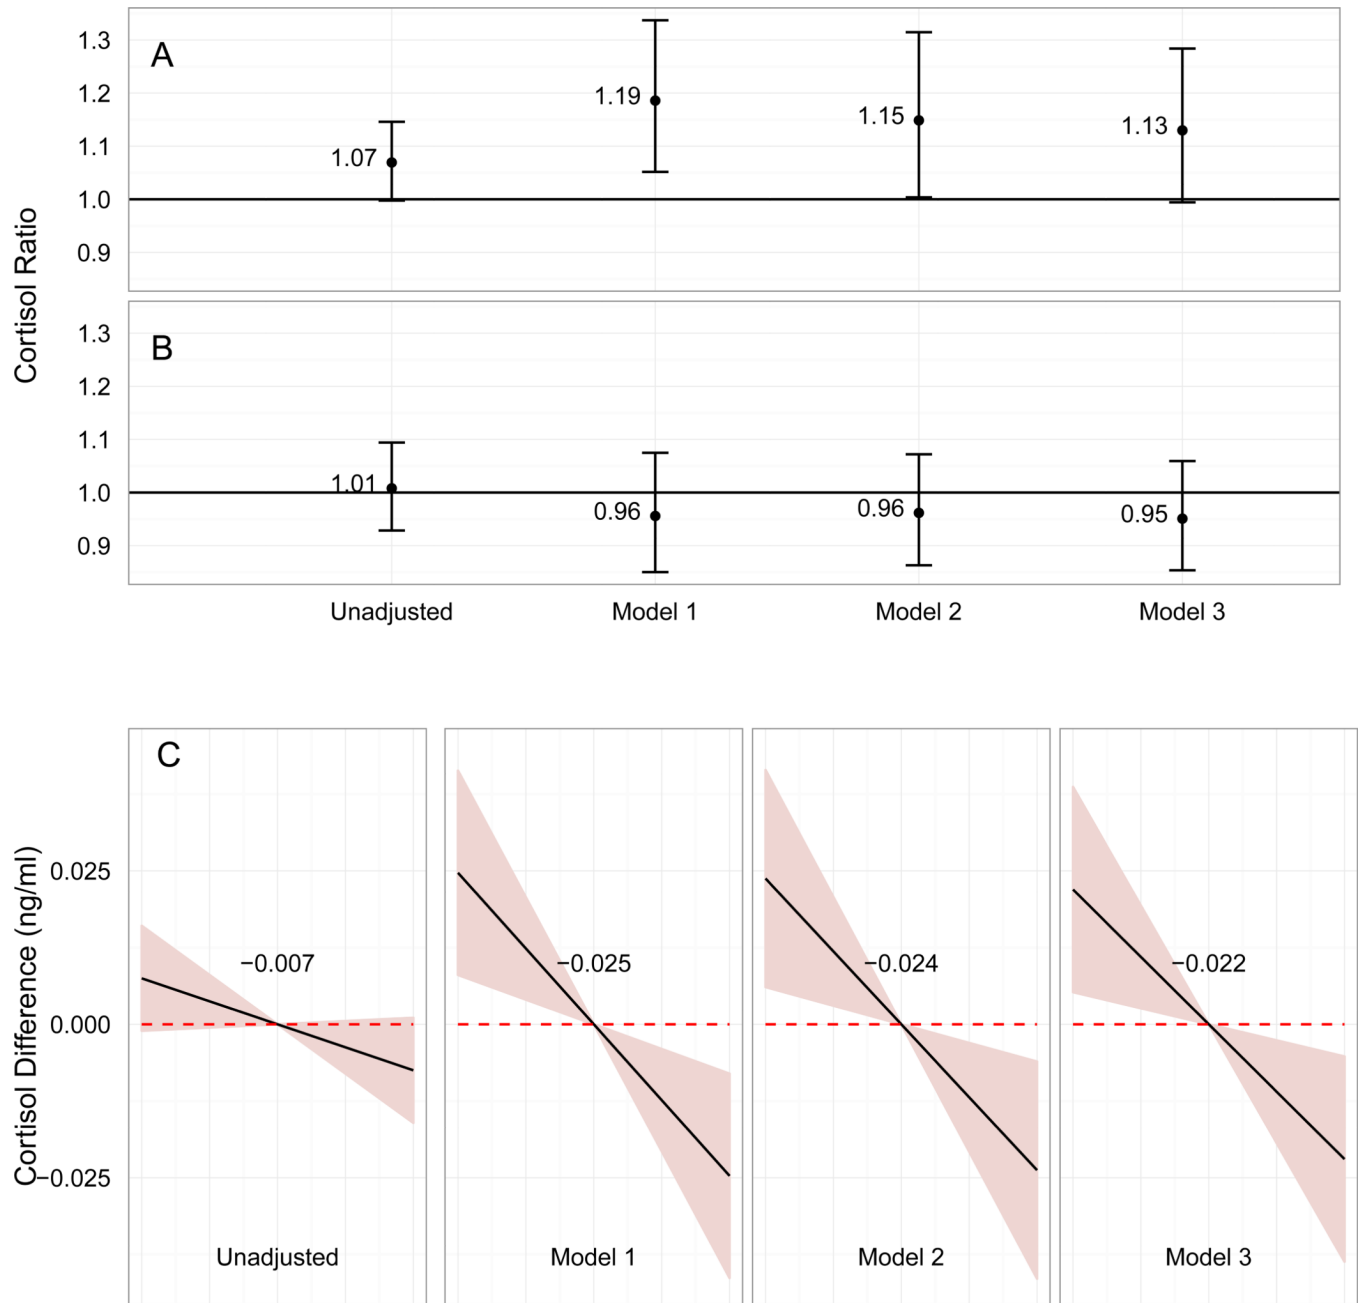 Cortisol Ratio
A
1.3
1.2
1.1
1.0
0.9
1.07
1.19
1.15
1.13
B
1.3
1.2
1.1
1.0
0.9
1.01
0.96
0.96
0.95
Unadjusted
Model 1
Model 2
Model 3
Cortisol Difference (ng/ml)
C
0.025
0.000
−0.025
−0.007
−0.025
−0.024
−0.022
Unadjusted
Model 1
Model 2
Model 3